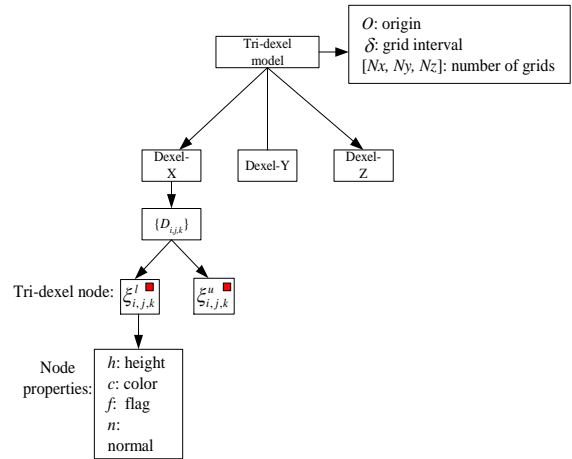 Tri-dexel
model
O: origin
δ: grid interval
[Nx, Ny, Nz]: number of grids
Dexel-
X
Dexel-Y
Dexel-
Z
{D_{i,j,k}}
Tri-dexel node:
ξ^l_{i,j,k}
ξ^u_{i,j,k}
Node
properties:
h: height
c: color
f: flag
n:
normal